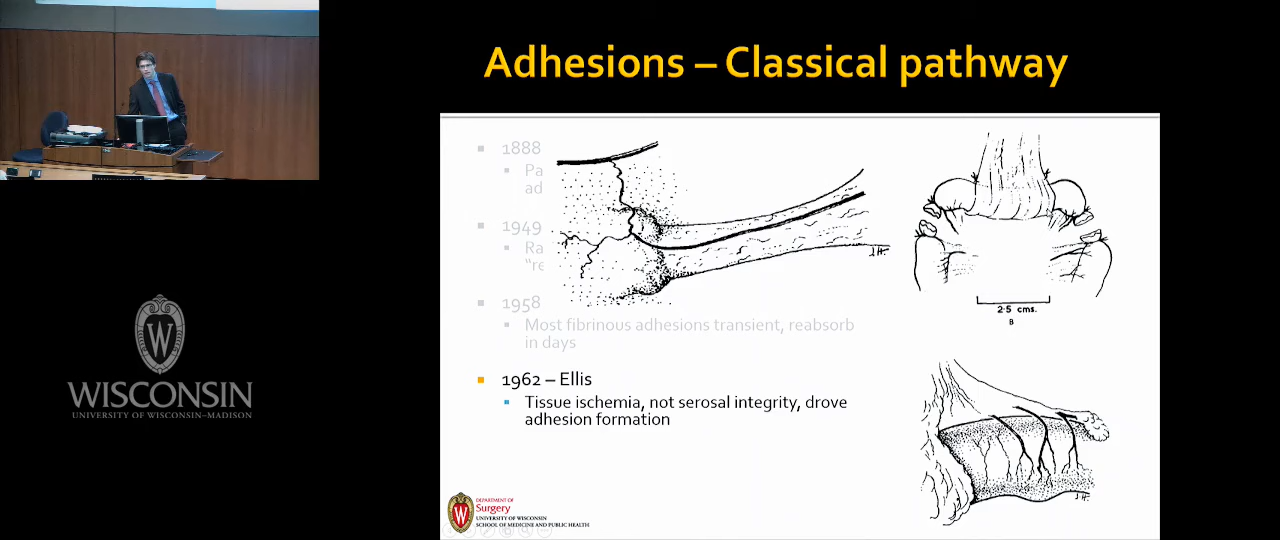 Adhesions – Classical pathway
1888
Pa
ad
1949
Ra
"re
1958
Most fibrinous adhesions transient, reabsorb
in days
1962 – Ellis
Tissue ischemia, not serosal integrity, drove
adhesion formation
2·5 cms.
B
J.H.
J.H.
W
WISCONSIN
UNIVERSITY OF WISCONSIN–MADISON
W
DEPARTMENT OF
Surgery
UNIVERSITY OF WISCONSIN
SCHOOL OF MEDICINE AND PUBLIC HEALTH